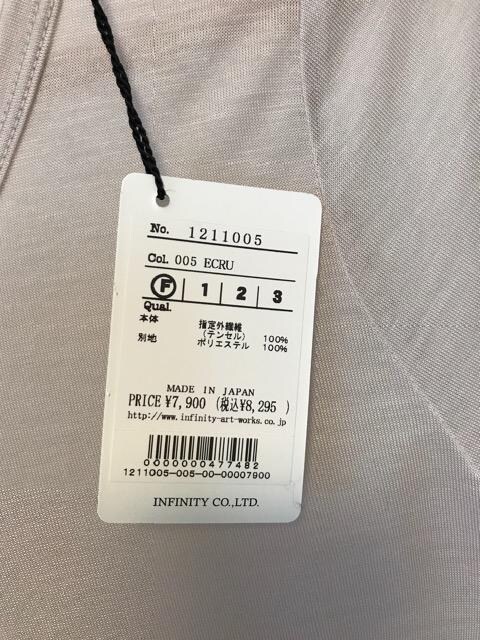 No. 1211005
Col. 005 ECRU
F 1 2 3
Qual.
本体 指定外繊維
(テンセル) 100%
別地 ポリエステル 100%
MADE IN JAPAN
PRICE ¥7,900 (税込¥8,295 )
http://www.infinity-art-works.co.jp
0000000477482
1211005-005-00-00007900
INFINITY CO.,LTD.